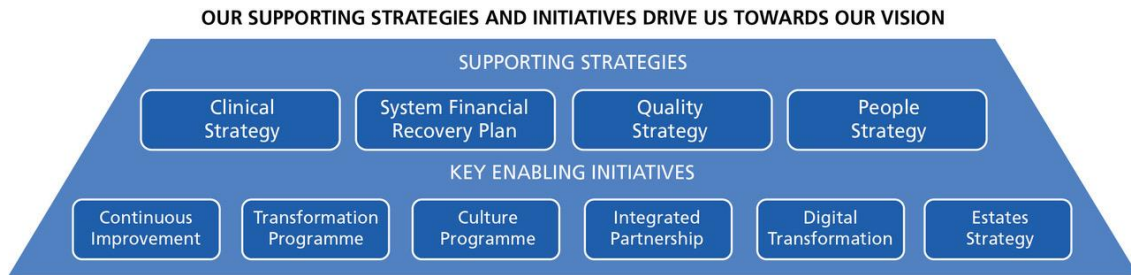 OUR SUPPORTING STRATEGIES AND INITIATIVES DRIVE US TOWARDS OUR VISION
SUPPORTING STRATEGIES
Clinical
Strategy
System Financial
Recovery Plan
Quality
Strategy
People
Strategy
KEY ENABLING INITIATIVES
Continuous
Improvement
Transformation
Programme
Culture
Programme
Integrated
Partnership
Digital
Transformation
Estates
Strategy